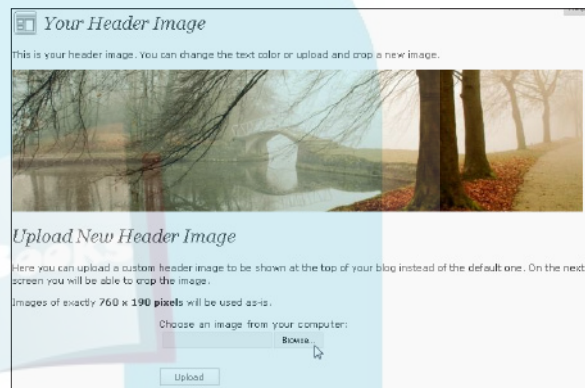 Your Header Image
This is your header image. You can change the text color or upload and crop a new image.
Upload New Header Image
Here you can upload a custom header image to be shown at the top of your blog instead of the default one. On the next
screen you will be able to crop the image.
Images of exactly 760 x 190 pixels will be used as-is.
Choose an image from your computer:
Browse...
Upload